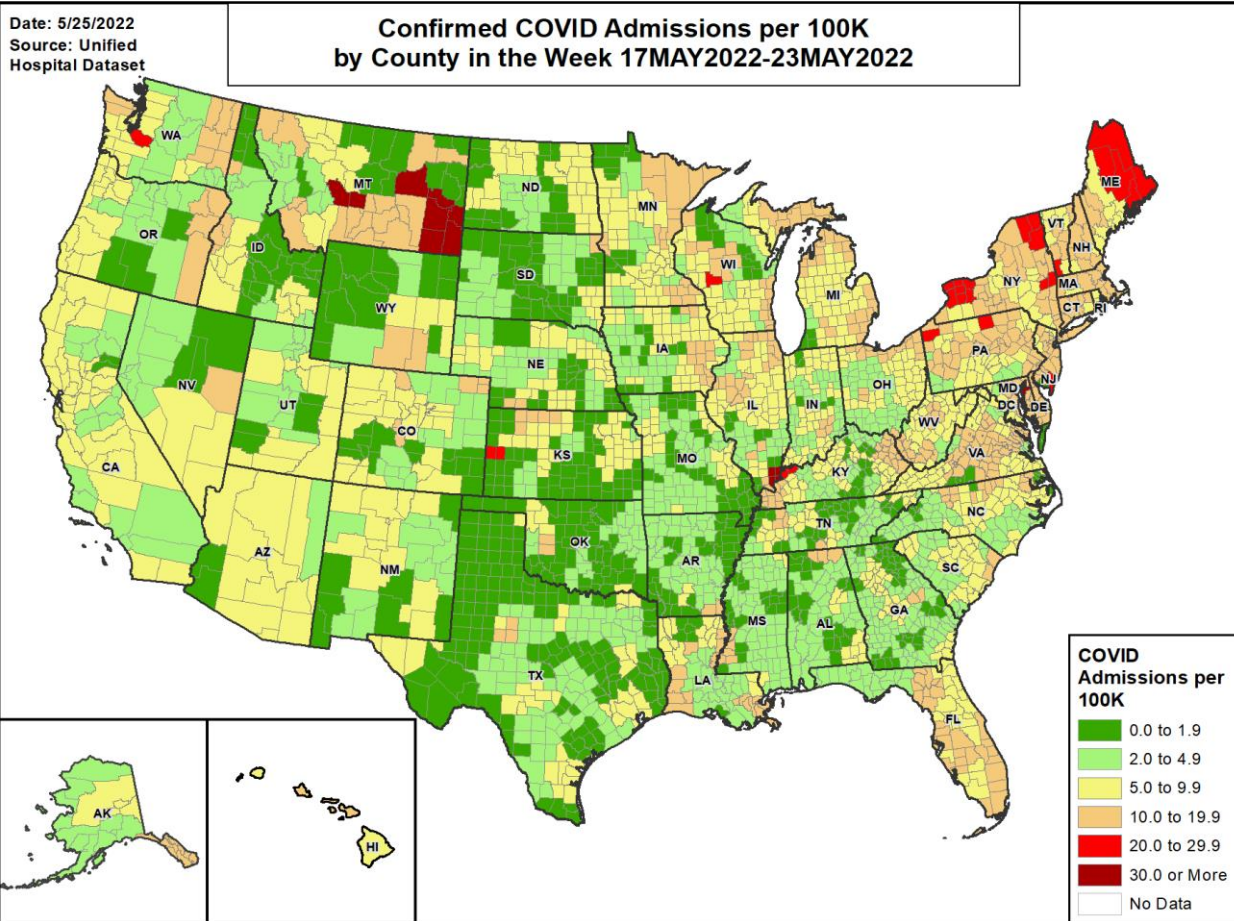 Date: 5/25/2022
Source: Unified
Hospital Dataset
Confirmed COVID Admissions per 100K
by County in the Week 17MAY2022-23MAY2022
WA
MT
ND
MN
ME
OR
ID
SD
WI
VT
NH
WY
MI
NY
MA
CT
RI
NE
IA
PA
NV
UT
OH
MD
NJ
IL
IN
DC
DE
CO
WV
CA
KS
MO
KY
VA
AZ
NM
OK
TN
NC
AR
SC
MS
AL
GA
TX
LA
FL
AK
HI
COVID
Admissions per
100K
0.0 to 1.9
2.0 to 4.9
5.0 to 9.9
10.0 to 19.9
20.0 to 29.9
30.0 or More
No Data